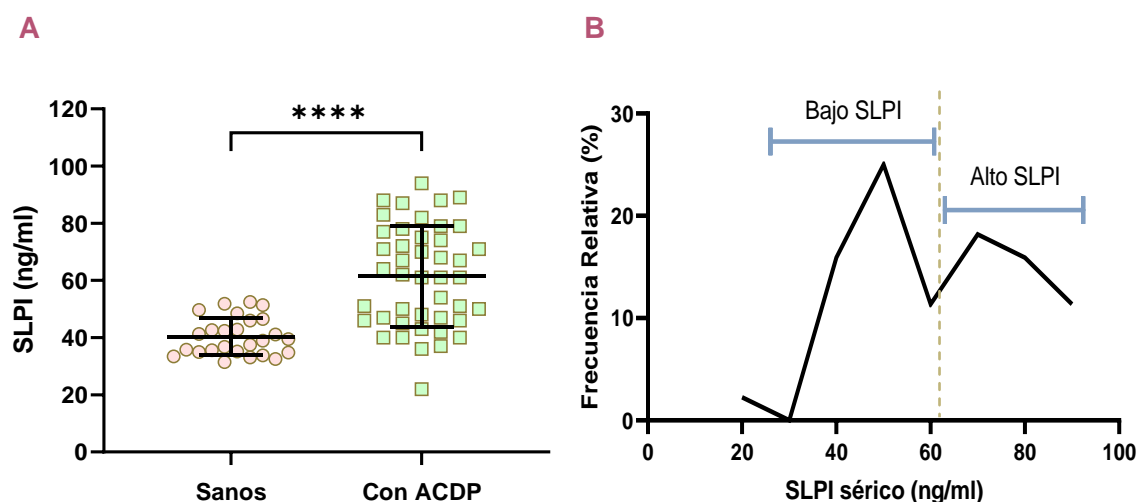 A
SLPI (ng/ml)
120
100
80
60
40
20
0
****
Sanos
Con ACDP
B
Frecuencia Relativa (%)
30
20
10
0
Bajo SLPI
Alto SLPI
0
20
40
60
80
100
SLPI sérico (ng/ml)